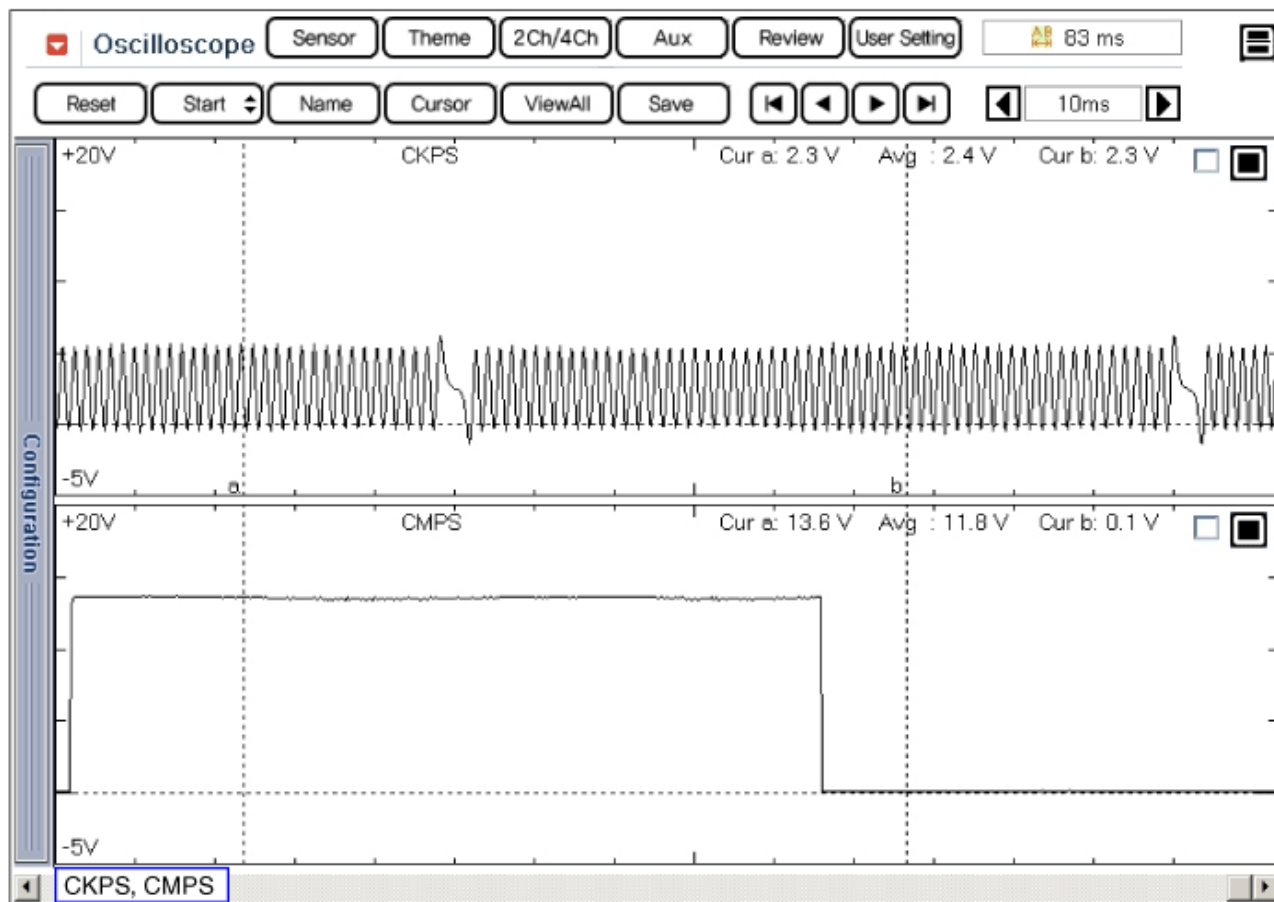 Oscilloscope Sensor Theme 2Ch/4Ch Aux Review User Setting AB 83 ms
Reset Start Name Cursor ViewAll Save 10ms
+20V CKPS Cur a: 2.3 V Avg : 2.4 V Cur b: 2.3 V
-5V a b
+20V CMPS Cur a: 13.6 V Avg : 11.8 V Cur b: 0.1 V
-5V
Configuration
CKPS, CMPS